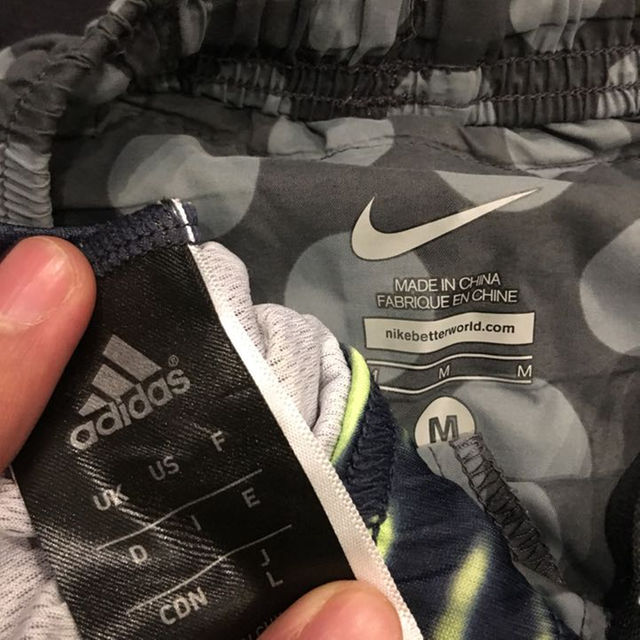 MADE IN CHINA
FABRIQUE EN CHINE
nikebetterworld.com
M M
M
adidas®
UK US F
D I E
CDN J
L